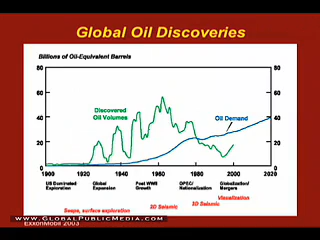 Global Oil Discoveries
Billions of Oil-Equivalent Barrels
80 80
60 60
40 40
20 20
0 0
Discovered
Oil Volumes
Oil Demand
1900 1920 1940 1960 1980 2000 2020
US Dominated
Exploration
Global
Expansion
Post WWII
Growth
OPEC/
Nationalization
Globalization/
Mergers
Seeps, surface exploration
2D Seismic
3D Seismic
Visualization
WWW.GLOBALPUBLICMEDIA.COM
ExxonMobil 2003